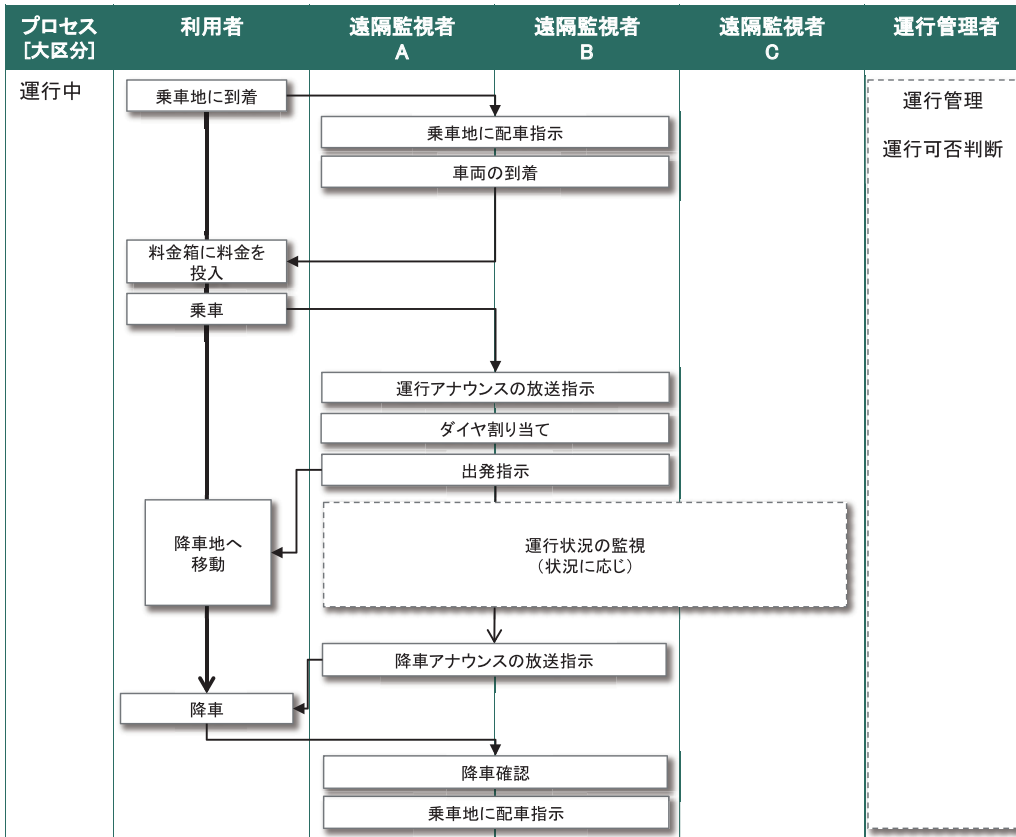 プロセス
[大区分]
利用者
遠隔監視者
A
遠隔監視者
B
遠隔監視者
C
運行管理者
運行中
乗車地に到着
運行管理
運行可否判断
乗車地に配車指示
車両の到着
料金箱に料金を
投入
乗車
運行アナウンスの放送指示
ダイヤ割り当て
出発指示
降車地へ
移動
運行状況の監視
（状況に応じ）
降車アナウンスの放送指示
降車
降車確認
乗車地に配車指示